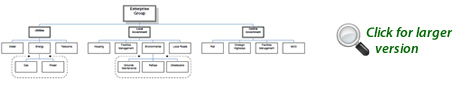 Enterprise
Group
Utilities
Local
Government
Central
Government
Water
Energy
Telecoms
Housing
Facilities
Management
Environmental
Local Roads
Rail
Strategic
Highways
Facilities
Management
MOD
Gas
Power
Grounds
Maintenance
Refuse
Click for larger
version